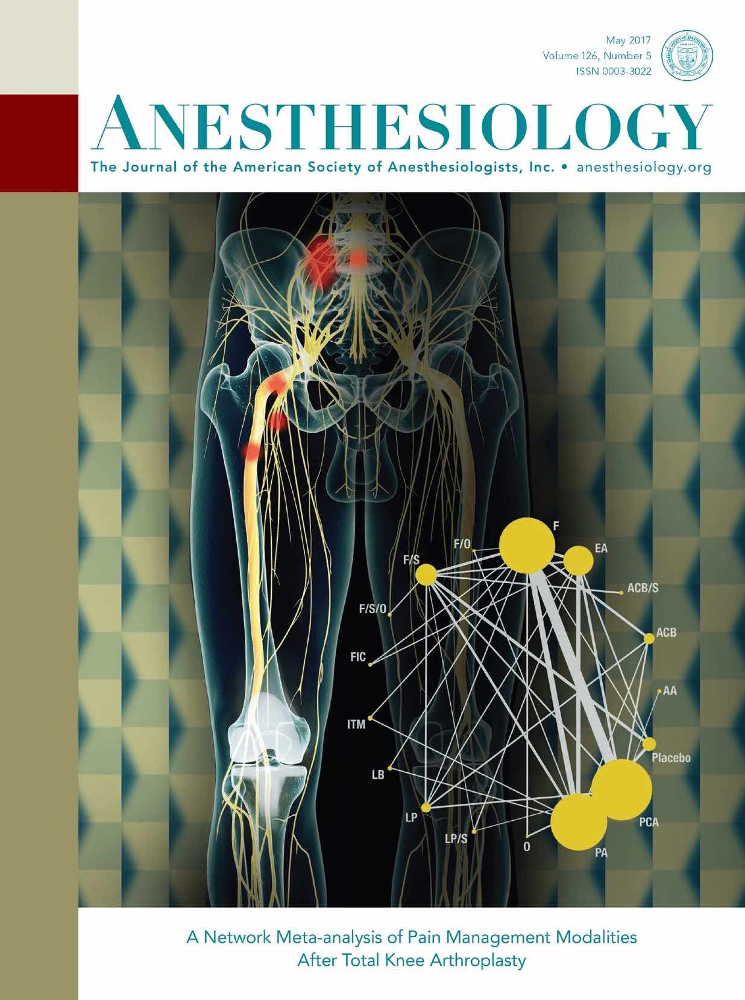 May 2017
Volume 126, Number 5
ISSN 0003-3022
ANESTHESIOLOGY
The Journal of the American Society of Anesthesiologists, Inc. • anesthesiology.org
F
F/O
EA
F/S
ACB/S
F/S/O
ACB
FIC
AA
ITM
Placebo
LB
LP
PCA
LP/S
O
PA
A Network Meta-analysis of Pain Management Modalities
After Total Knee Arthroplasty